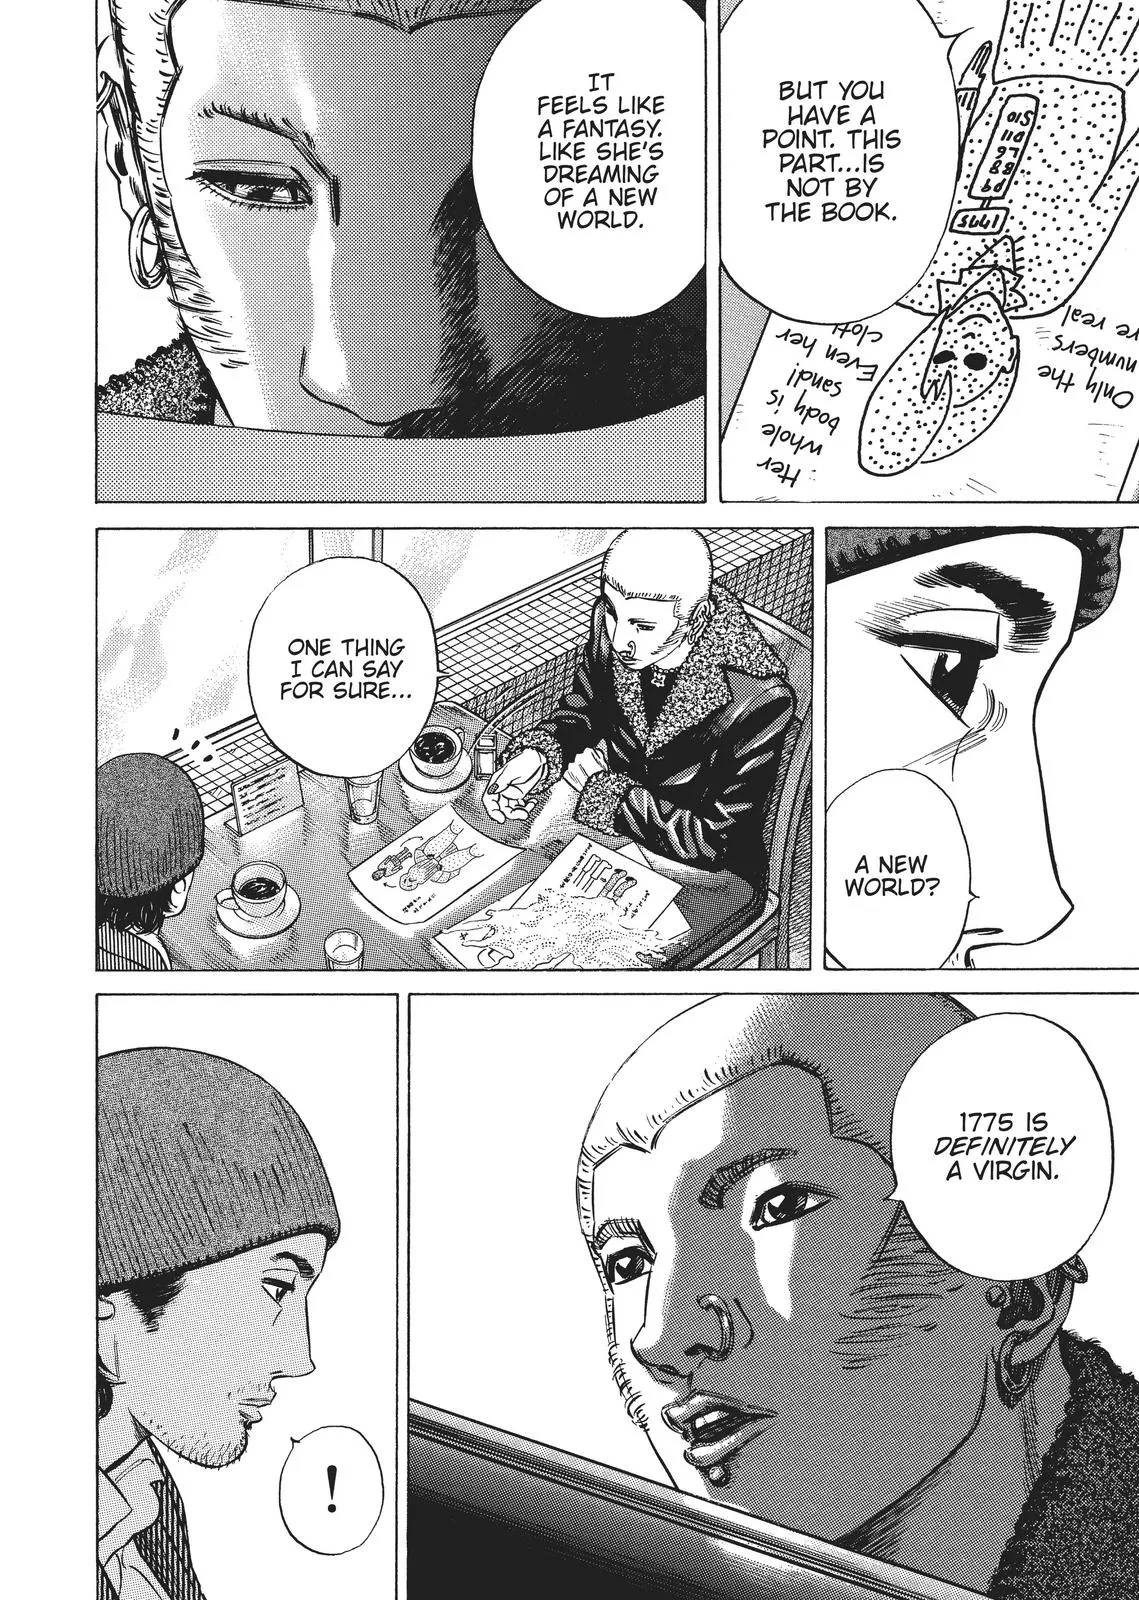 BUT YOU
HAVE A
POINT. THIS
PART...IS
NOT BY
THE BOOK.
1775
Only the
numbers
re real
Her
whole
body is
sand!
Even her
IT
FEELS LIKE
A FANTASY.
LIKE SHE'S
DREAMING
OF A NEW
WORLD.
A NEW
WORLD?
ONE THING
I CAN SAY
FOR SURE...
1775 IS
DEFINITELY
A VIRGIN.
!